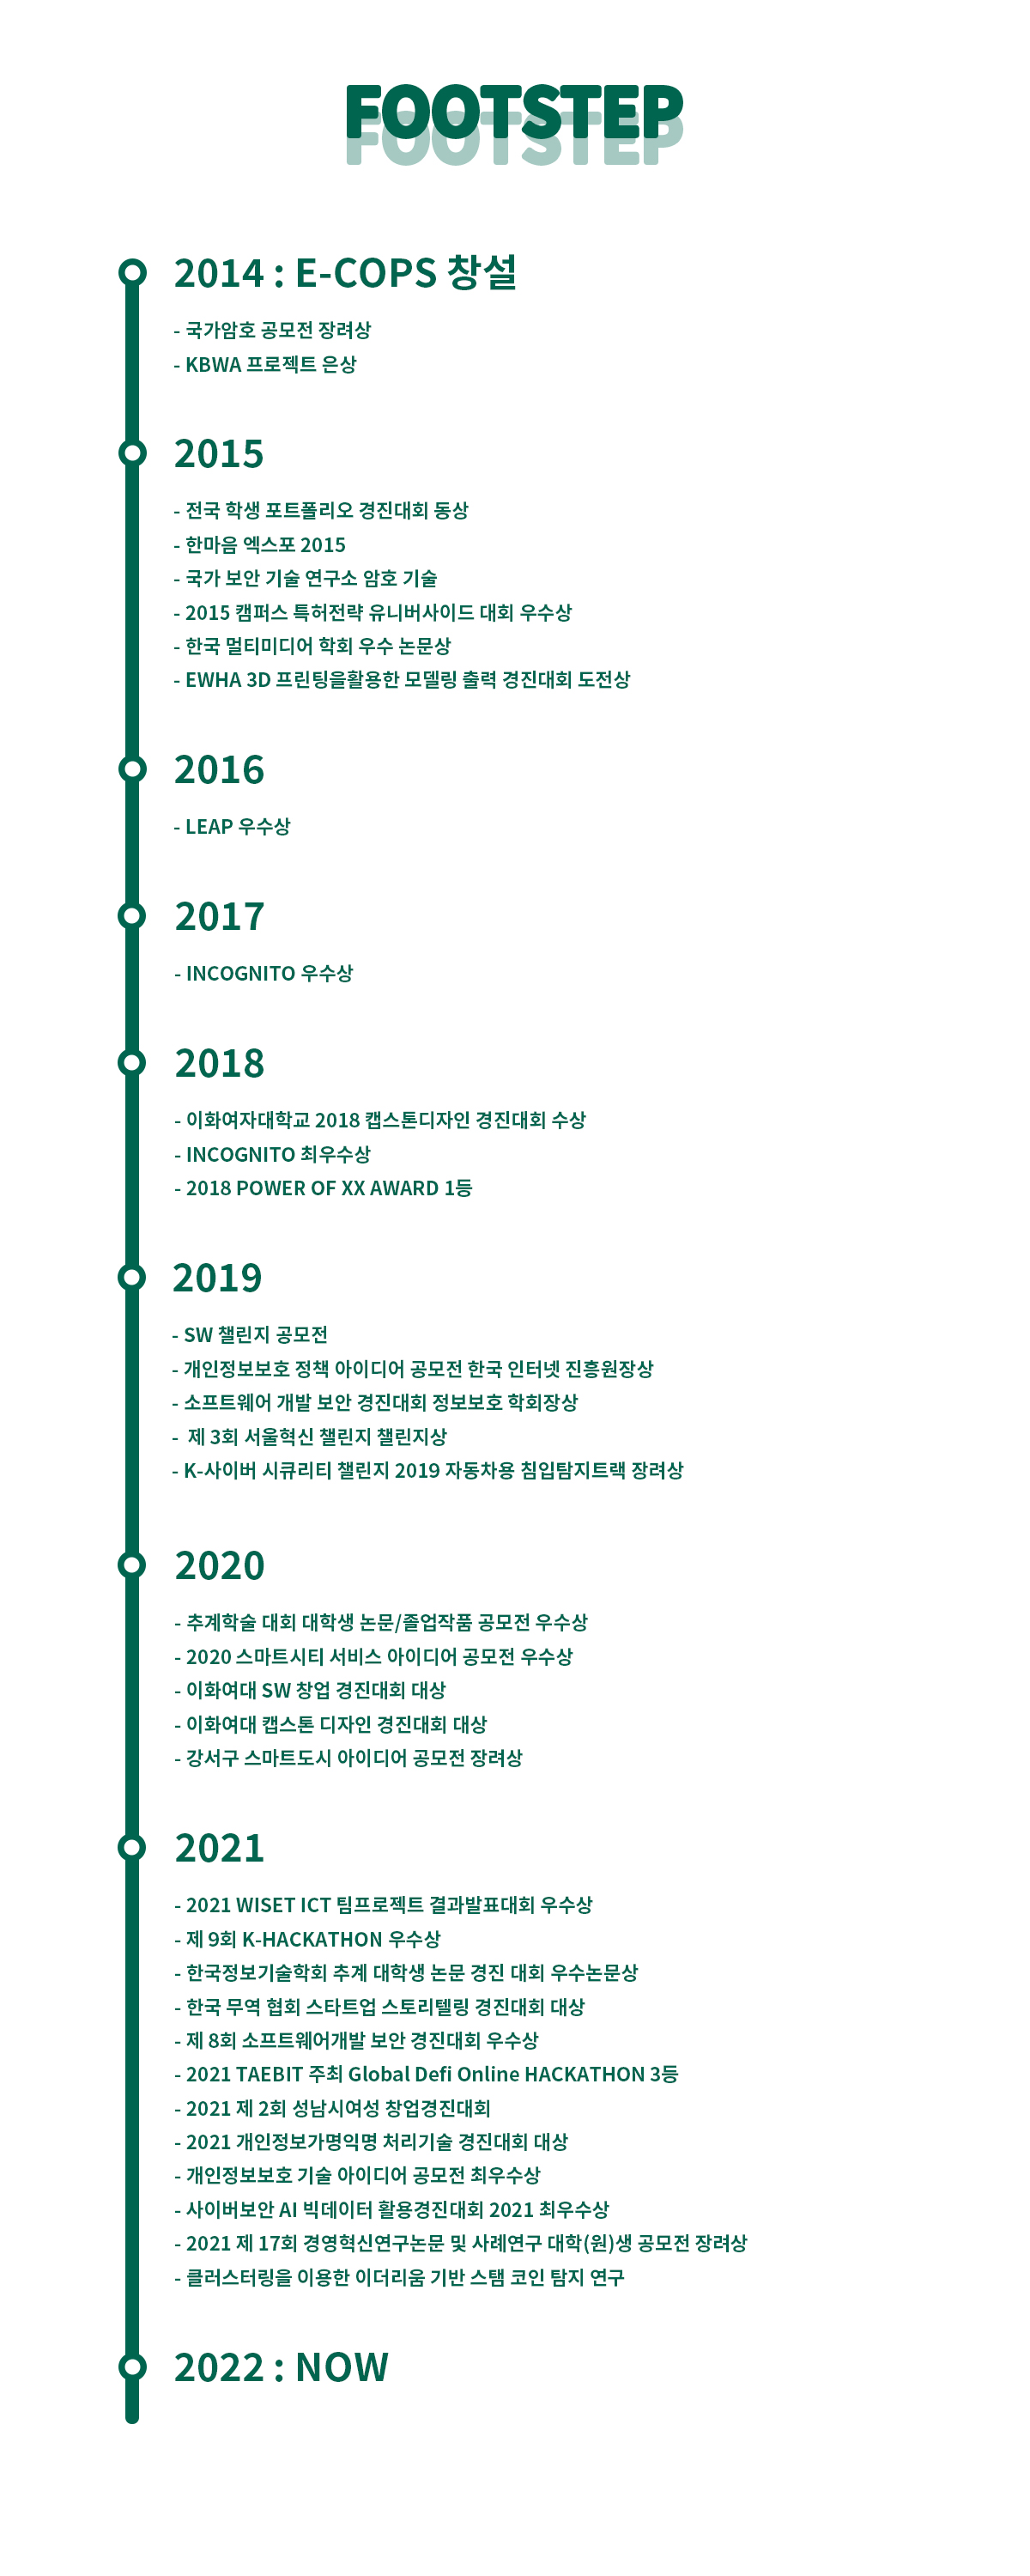 FOOTSTEP
2014 : E-COPS 창설
- 국가암호 공모전 장려상
- KBWA 프로젝트 은상
2015
- 전국 학생 포트폴리오 경진대회 동상
- 한마음 엑스포 2015
- 국가 보안 기술 연구소 암호 기술
- 2015 캠퍼스 특허전략 유니버사이드 대회 우수상
- 한국 멀티미디어 학회 우수 논문상
- EWHA 3D 프린팅을활용한 모델링 출력 경진대회 도전상
2016
- LEAP 우수상
2017
- INCOGNITO 우수상
2018
- 이화여자대학교 2018 캡스톤디자인 경진대회 수상
- INCOGNITO 최우수상
- 2018 POWER OF XX AWARD 1등
2019
- SW 챌린지 공모전
- 개인정보보호 정책 아이디어 공모전 한국 인터넷 진흥원장상
- 소프트웨어 개발 보안 경진대회 정보보호 학회장상
- 제 3회 서울혁신 챌린지 챌린지상
- K-사이버 시큐리티 챌린지 2019 자동차용 침입탐지트랙 장려상
2020
- 추계학술 대회 대학생 논문/졸업작품 공모전 우수상
- 2020 스마트시티 서비스 아이디어 공모전 우수상
- 이화여대 SW 창업 경진대회 대상
- 이화여대 캡스톤 디자인 경진대회 대상
- 강서구 스마트도시 아이디어 공모전 장려상
2021
- 2021 WISET ICT 팀프로젝트 결과발표대회 우수상
- 제 9회 K-HACKATHON 우수상
- 한국정보기술학회 추계 대학생 논문 경진 대회 우수논문상
- 한국 무역 협회 스타트업 스토리텔링 경진대회 대상
- 제 8회 소프트웨어개발 보안 경진대회 우수상
- 2021 TAEBIT 주최 Global Defi Online HACKATHON 3등
- 2021 제 2회 성남시여성 창업경진대회
- 2021 개인정보가명익명 처리기술 경진대회 대상
- 개인정보보호 기술 아이디어 공모전 최우수상
- 사이버보안 AI 빅데이터 활용경진대회 2021 최우수상
- 2021 제 17회 경영혁신연구논문 및 사례연구 대학(원)생 공모전 장려상
- 클러스터링을 이용한 이더리움 기반 스탬 코인 탐지 연구
2022 : NOW